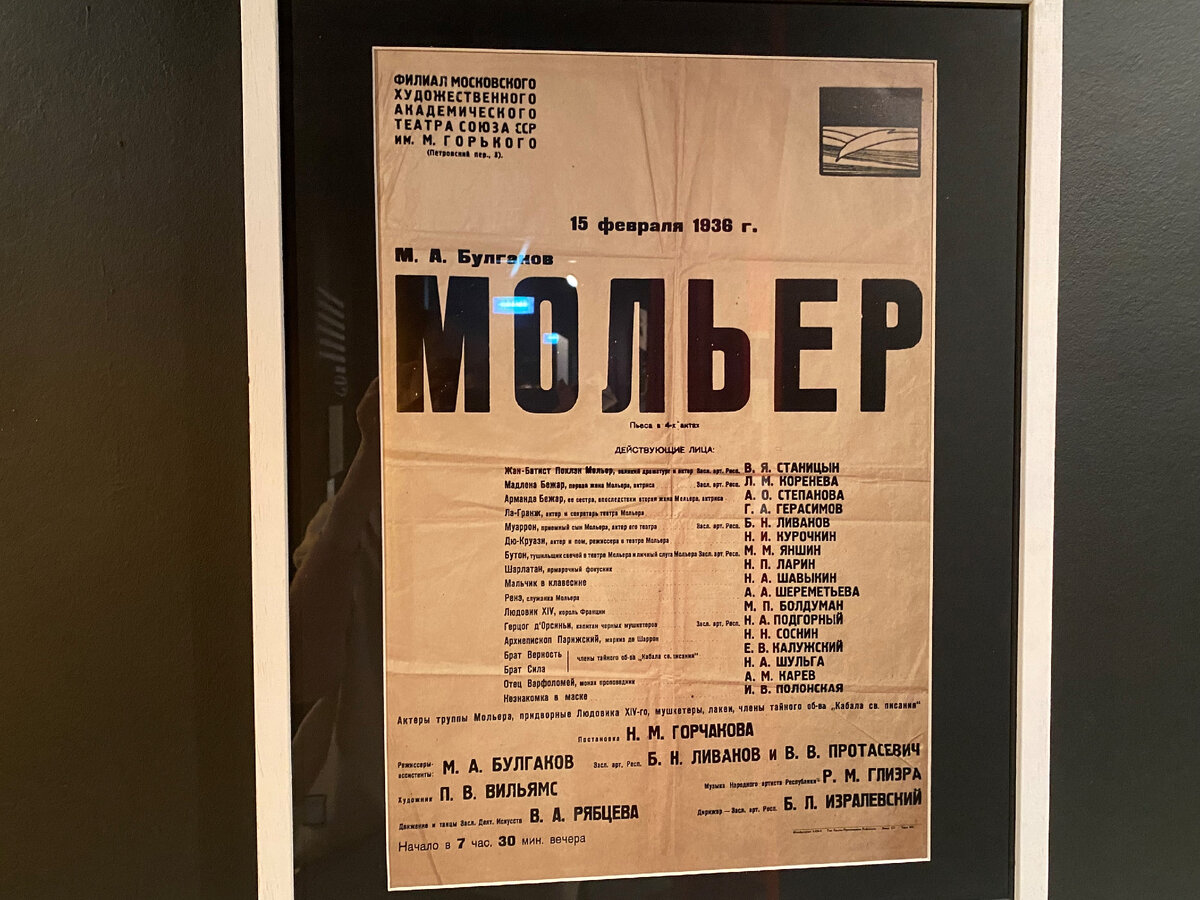 ФИЛИАЛ МОСКОВСКОГО
ХУДОЖЕСТВЕННОГО
АКАДЕМИЧЕСКОГО
ТЕАТРА СОЮЗА ССР
им. М. ГОРЬКОГО
(Петровский пер., 3).
15 февраля 1936 г.
М. А. Булгаков
МОЛЬЕР
Пьеса в 4-х актах
ДЕЙСТВУЮЩИЕ ЛИЦА:
Жан-Батист Поклэн Мольер, великий драматург и актер Засл. арт. Респ. В. Я. СТАНИЦЫН
Мадлена Бежар, первая жена Мольера, актриса Засл. арт. Респ. Л. М. КОРЕНЕВА
Арманда Бежар, ее сестра, впоследствии вторая жена Мольера, актриса А. О. СТЕПАНОВА
Ла-Гранж, актер и секретарь театра Мольера Г. А. ГЕРАСИМОВ
Муаррон, приемный сын Мольера, актер его театра Засл. арт. Респ. Б. Н. ЛИВАНОВ
Дю-Круази, актер и пом. режиссера в театре Мольера Н. И. КУРОЧКИН
Бутон, тушильщик свечей в театре Мольера и личный слуга Мольера Засл. арт. Респ. М. М. ЯНШИН
Шарлатан, ярмарочный фокусник Н. П. ЛАРИН
Мальчик в клавесине Н. А. ШАВЫКИН
Ренэ, служанка Мольера А. А. ШЕРЕМЕТЬЕВА
Людовик XIV, король Франции М. П. БОЛДУМАН
Герцог д'Орсиньи, капитан черных мушкетеров Засл. арт. Респ. Н. А. ПОДГОРНЫЙ
Архиепископ Парижский, маркиз де Шаррон Н. Н. СОСНИН
Брат Верность члены тайного об-ва „Кабала св. писания" Е. В. КАЛУЖСКИЙ
Брат Сила Н. А. ШУЛЬГА
Отец Варфоломей, монах проповедник А. М. КАРЕВ
Незнакомка в маске И. В. ПОЛОНСКАЯ
Актеры труппы Мольера, придворные Людовика XIV-го, мушкетеры, лакеи, члены тайного об-ва „Кабала св. писания"
Постановка Н. М. ГОРЧАКОВА
Режиссеры-ассистенты: М. А. БУЛГАКОВ Засл. арт. Респ. Б. Н. ЛИВАНОВ и В. В. ПРОТАСЕВИЧ
Художник П. В. ВИЛЬЯМС Музыка Народного артиста Республики Р. М. ГЛИЭРА
Движение и танцы Засл. Деят. Искусств В. А. РЯБЦЕВА Дирижер — Засл. арт. Респ. Б. Л. ИЗРАЛЕВСКИЙ
Начало в 7 час. 30 мин. вечера